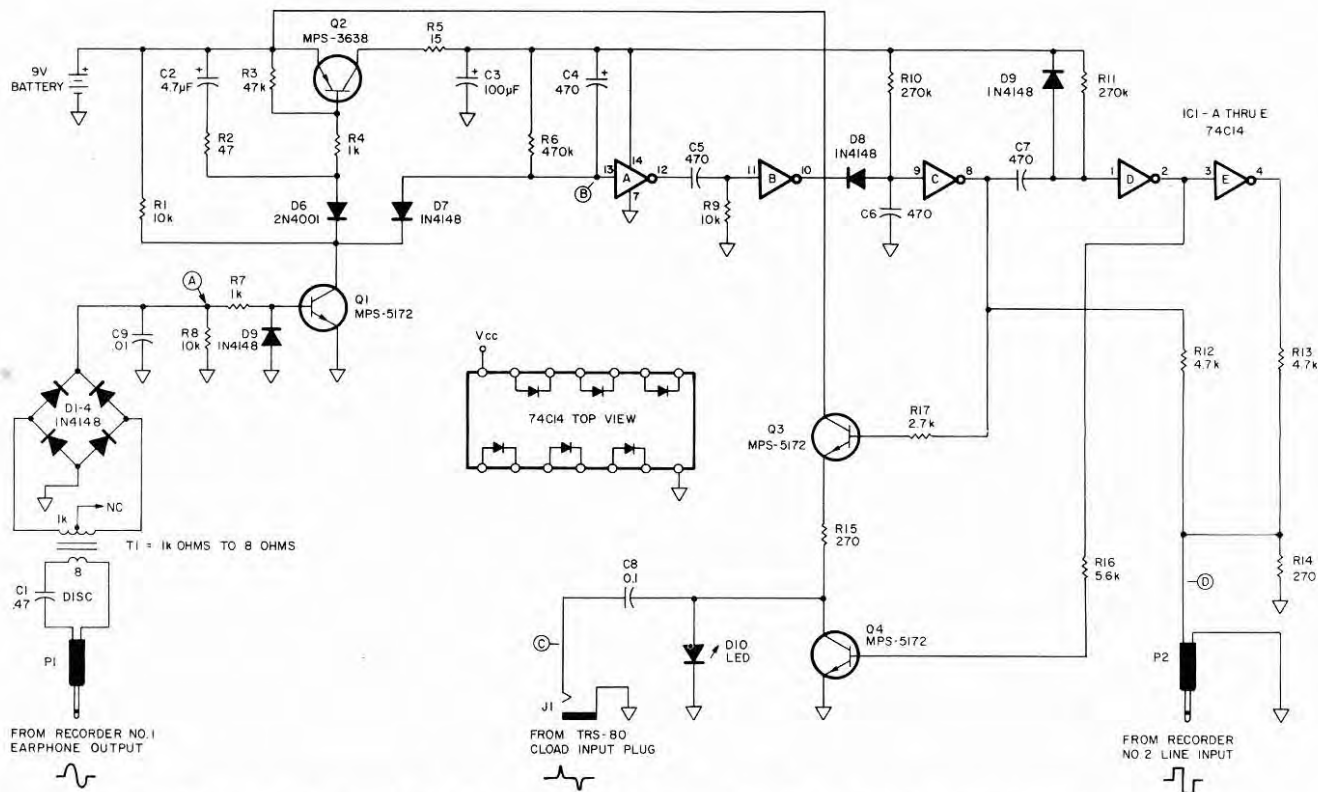 Q2
MPS-3638
R5
15
9V
BATTERY
+
C2
4.7µF
+
R3
47k
C3
100µF
+
C4
470
+
R10
270k
D9
1N4148
R11
270k
IC1-A THRU E
74C14
R2
47
R4
1k
R6
470k
R1
10k
D6
2N4001
D7
1N4148
B
13
14
A
7
12
C5
470
R9
10k
11
B
10
D8
1N4148
C6
470
9
C
8
C7
470
1
D
2
3
E
4
A
R7
1k
Q1
MPS-5172
C9
.01
R8
10k
D9
1N4148
D1-4
1N4148
Vcc
74C14 TOP VIEW
Q3
MPS-5172
R17
2.7k
R12
4.7k
R13
4.7k
NC
1k
T1 = 1k OHMS TO 8 OHMS
8
C1
.47
DISC
P1
R15
270
C8
0.1
R16
5.6k
R14
270
D
C
D10
LED
Q4
MPS-5172
J1
P2
FROM RECORDER NO.1
EARPHONE OUTPUT
FROM TRS-80
CLOAD INPUT PLUG
FROM RECORDER
NO.2 LINE INPUT